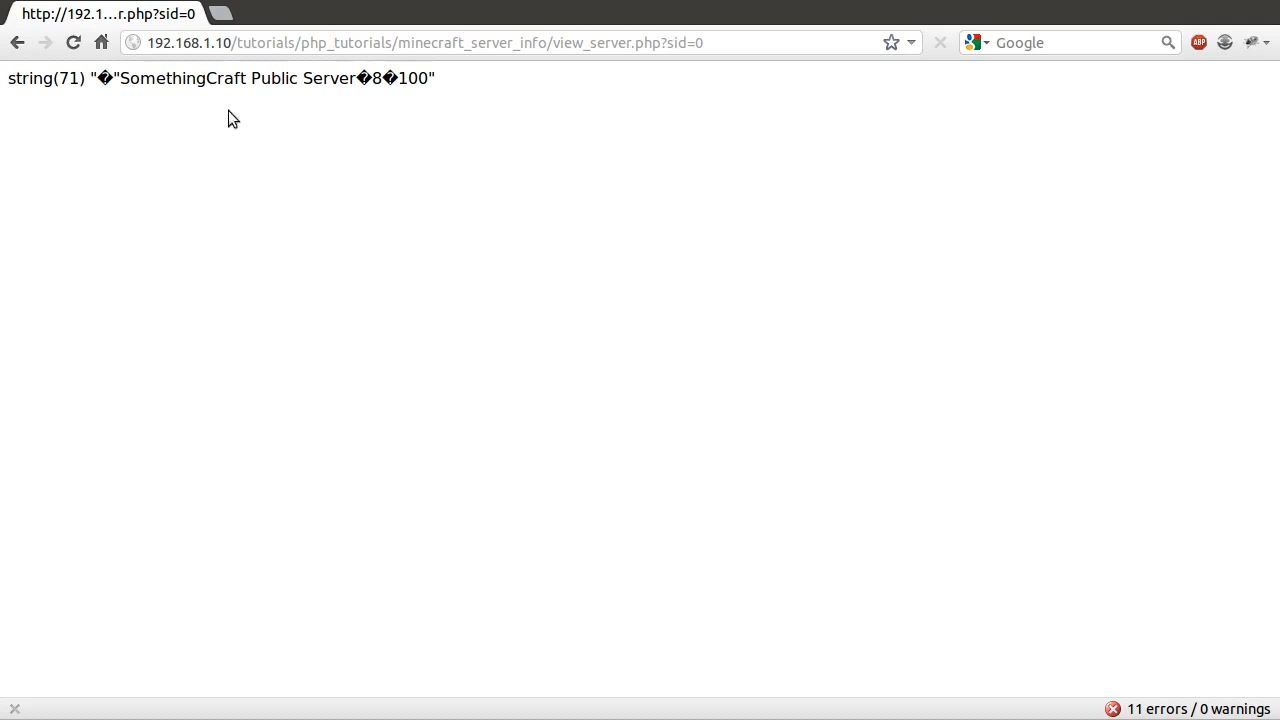 http://192.1...r.php?sid=0
192.168.1.10/tutorials/php_tutorials/minecraft_server_info/view_server.php?sid=0
Google
ABP
string(71) "�"SomethingCraft Public Server�8�100"
11 errors / 0 warnings